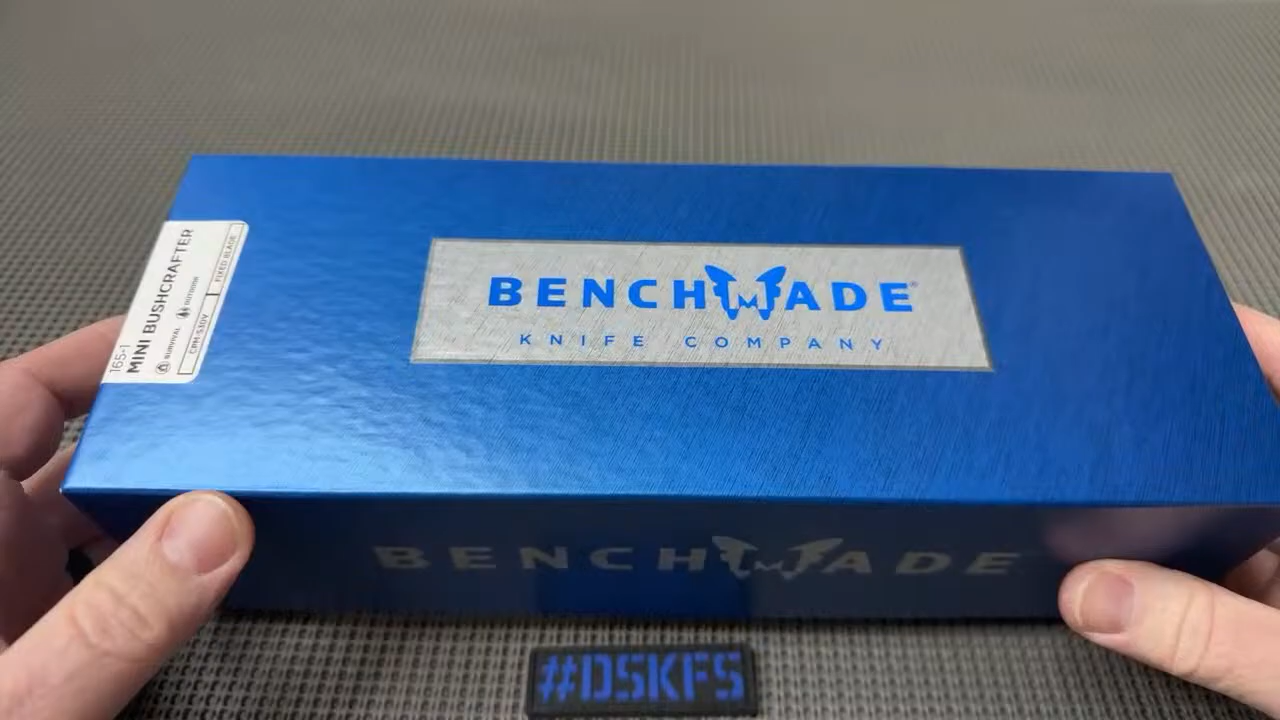 165-1
MINI BUSHCRAFTER
SURVIVAL OUTDOOR
CPM-S30V FIXED BLADE
BENCHMADE®
KNIFE COMPANY
BENCHMADE
#DSKFS